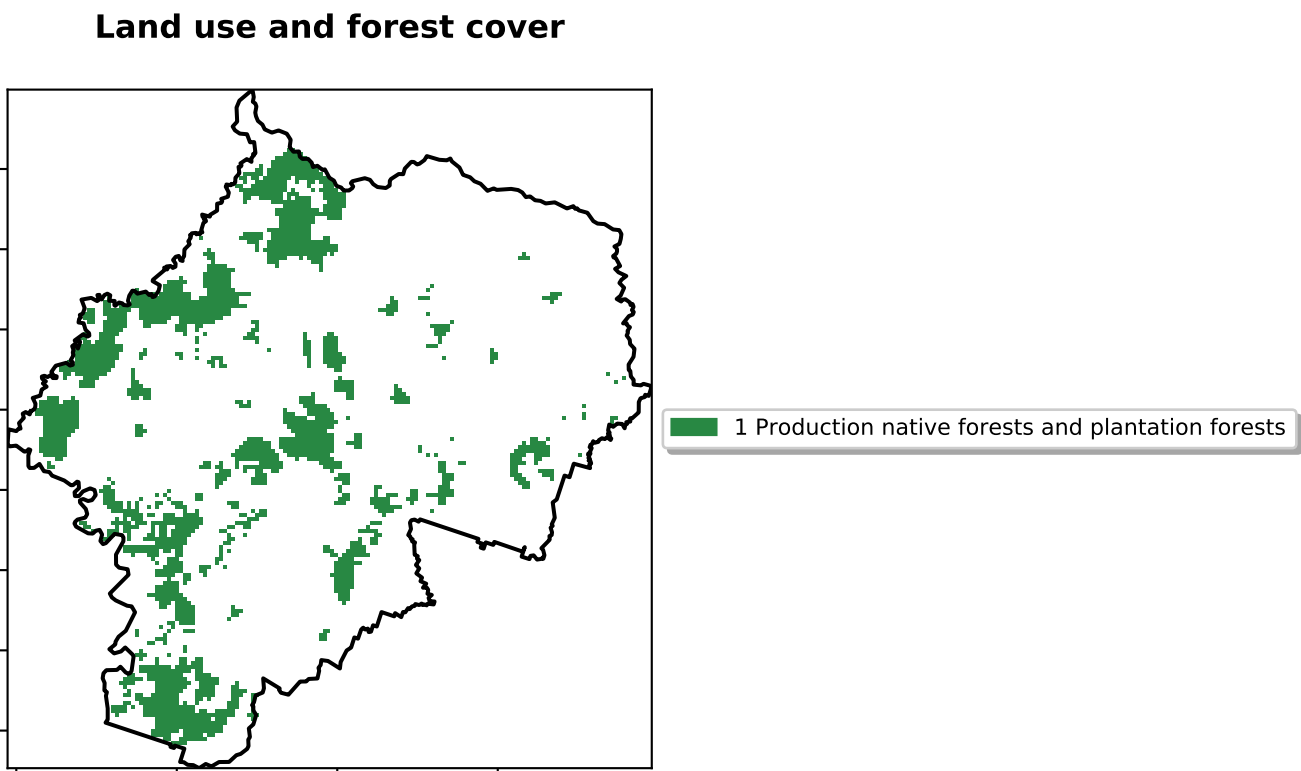 Land use and forest cover
1 Production native forests and plantation forests